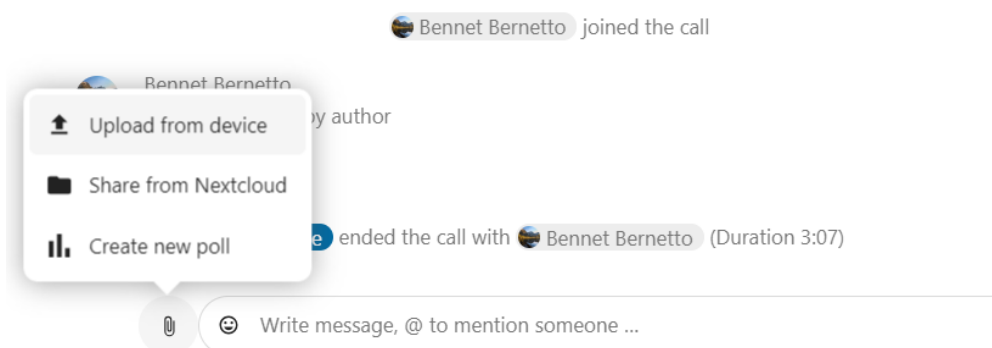 Bennet Bernetto joined the call
Bennet Bernetto
Upload from device
by author
Share from Nextcloud
Create new poll
e ended the call with Bennet Bernetto (Duration 3:07)
Write message, @ to mention someone ...